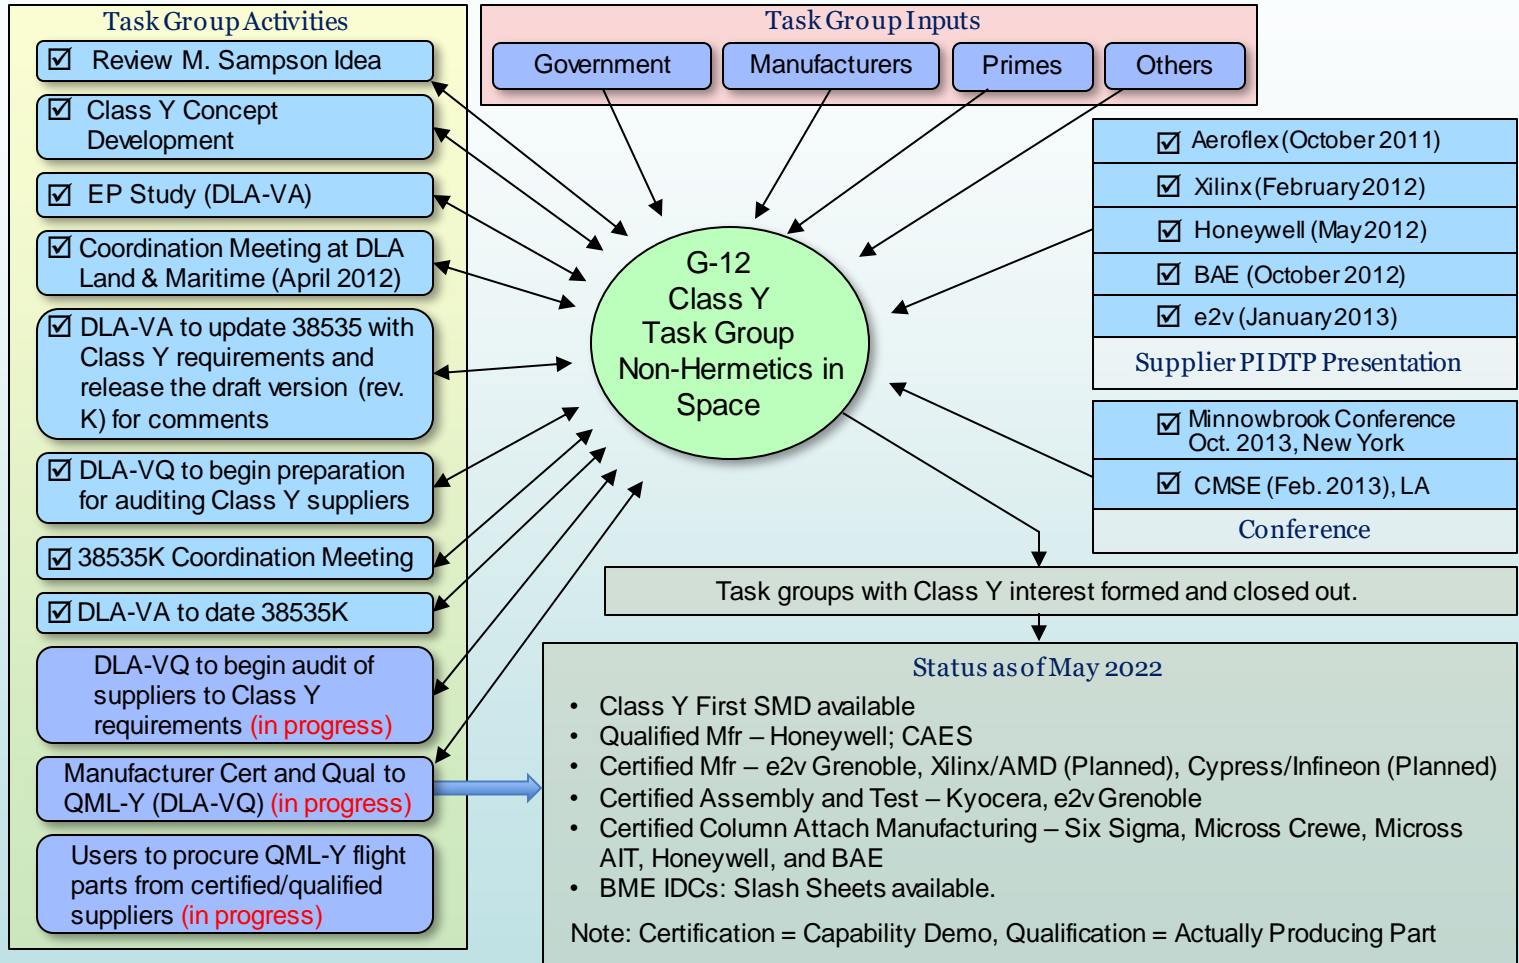 Task Group Activities
☑ Review M. Sampson Idea
☑ Class Y Concept
Development
☑ EP Study (DLA-VA)
☑ Coordination Meeting at DLA
Land & Maritime (April 2012)
☑ DLA-VA to update 38535 with
Class Y requirements and
release the draft version (rev.
K) for comments
☑ DLA-VQ to begin preparation
for auditing Class Y suppliers
☑ 38535K Coordination Meeting
☑ DLA-VA to date 38535K
DLA-VQ to begin audit of
suppliers to Class Y
requirements (in progress)
Manufacturer Cert and Qual to
QML-Y (DLA-VQ) (in progress)
Users to procure QML-Y flight
parts from certified/qualified
suppliers (in progress)
Task Group Inputs
Government
Manufacturers
Primes
Others
G-12
Class Y
Task Group
Non-Hermetics in
Space
☑ Aeroflex (October 2011)
☑ Xilinx (February 2012)
☑ Honeywell (May 2012)
☑ BAE (October 2012)
☑ e2v (January 2013)
Supplier PIDTP Presentation
☑ Minnowbrook Conference
Oct. 2013, New York
☑ CMSE (Feb. 2013), LA
Conference
Task groups with Class Y interest formed and closed out.
Status as of May 2022
• Class Y First SMD available
• Qualified Mfr – Honeywell; CAES
• Certified Mfr – e2v Grenoble, Xilinx/AMD (Planned), Cypress/Infineon (Planned)
• Certified Assembly and Test – Kyocera, e2v Grenoble
• Certified Column Attach Manufacturing – Six Sigma, Micross Crewe, Micross
AIT, Honeywell, and BAE
• BME IDCs: Slash Sheets available.
Note: Certification = Capability Demo, Qualification = Actually Producing Part